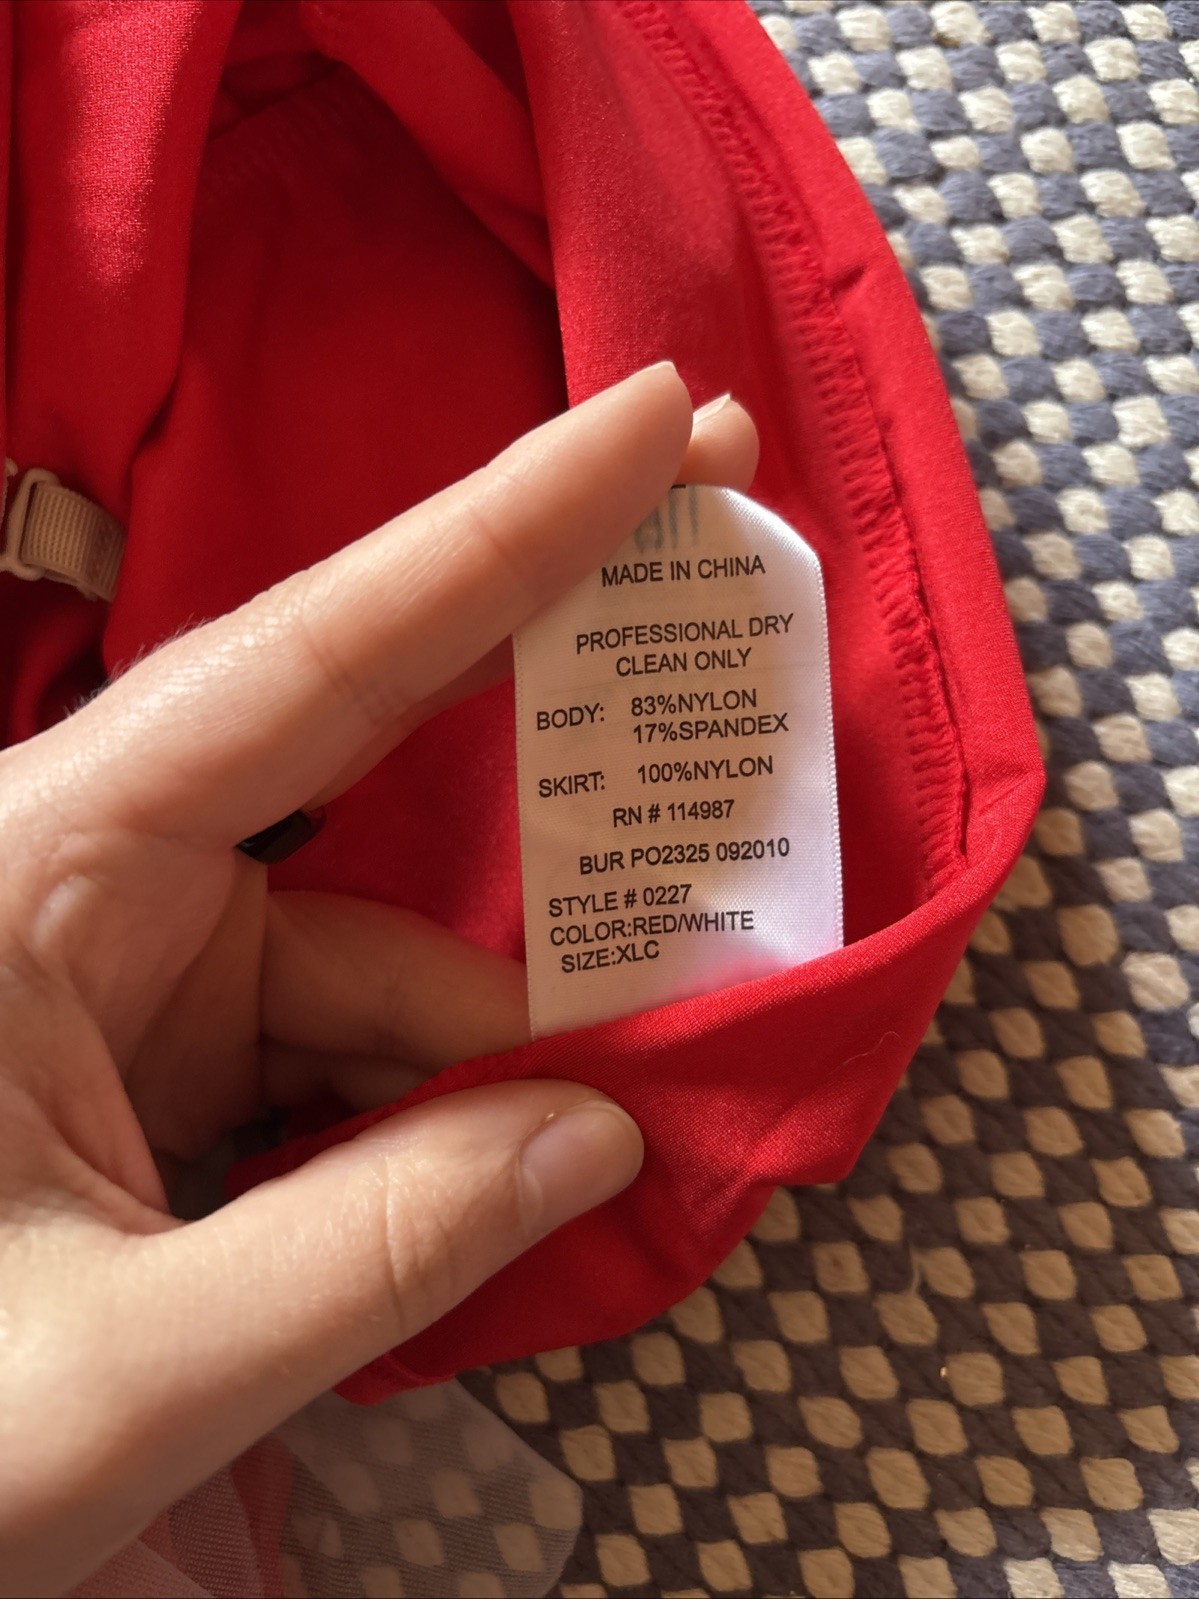 MADE IN CHINA
PROFESSIONAL DRY
CLEAN ONLY
BODY: 83%NYLON
17%SPANDEX
SKIRT: 100%NYLON
RN # 114987
BUR PO2325 092010
STYLE # 0227
COLOR:RED/WHITE
SIZE:XLC